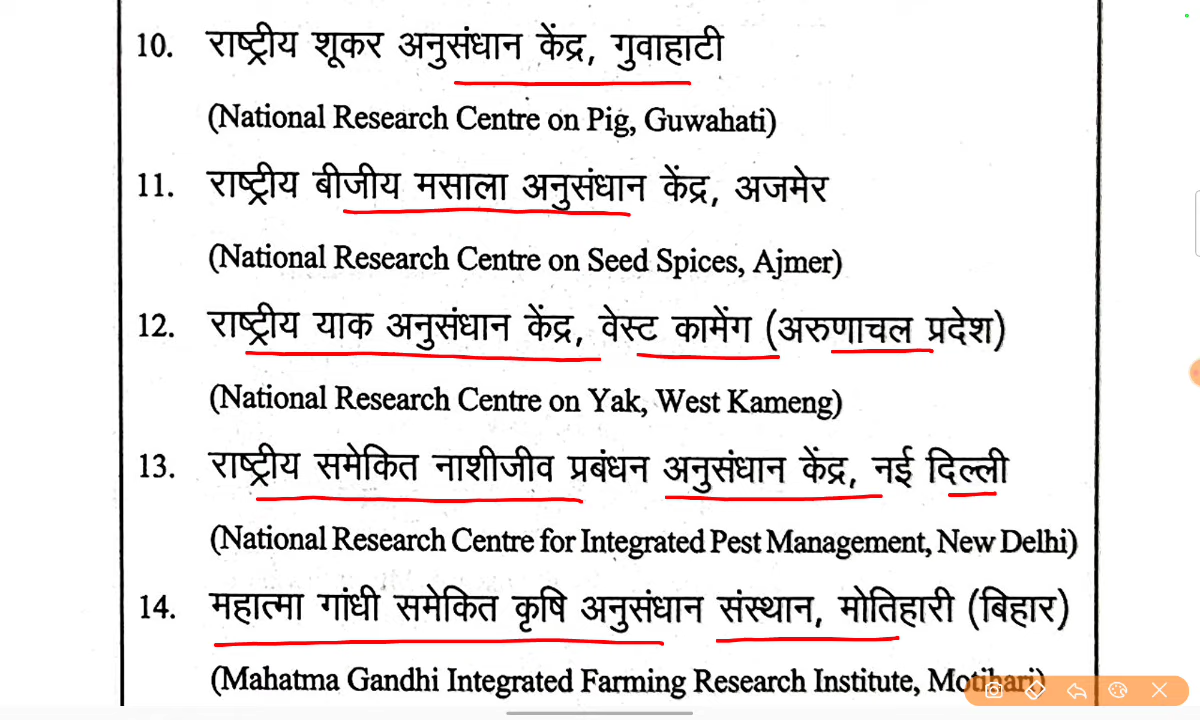 10. राष्ट्रीय शूकर अनुसंधान केंद्र, गुवाहाटी
(National Research Centre on Pig, Guwahati)
11. राष्ट्रीय बीजीय मसाला अनुसंधान केंद्र, अजमेर
(National Research Centre on Seed Spices, Ajmer)
12. राष्ट्रीय याक अनुसंधान केंद्र, वेस्ट कामेंग (अरुणाचल प्रदेश)
(National Research Centre on Yak, West Kameng)
13. राष्ट्रीय समेकित नाशीजीव प्रबंधन अनुसंधान केंद्र, नई दिल्ली
(National Research Centre for Integrated Pest Management, New Delhi)
14. महात्मा गांधी समेकित कृषि अनुसंधान संस्थान, मोतिहारी (बिहार)
(Mahatma Gandhi Integrated Farming Research Institute, Motihari)